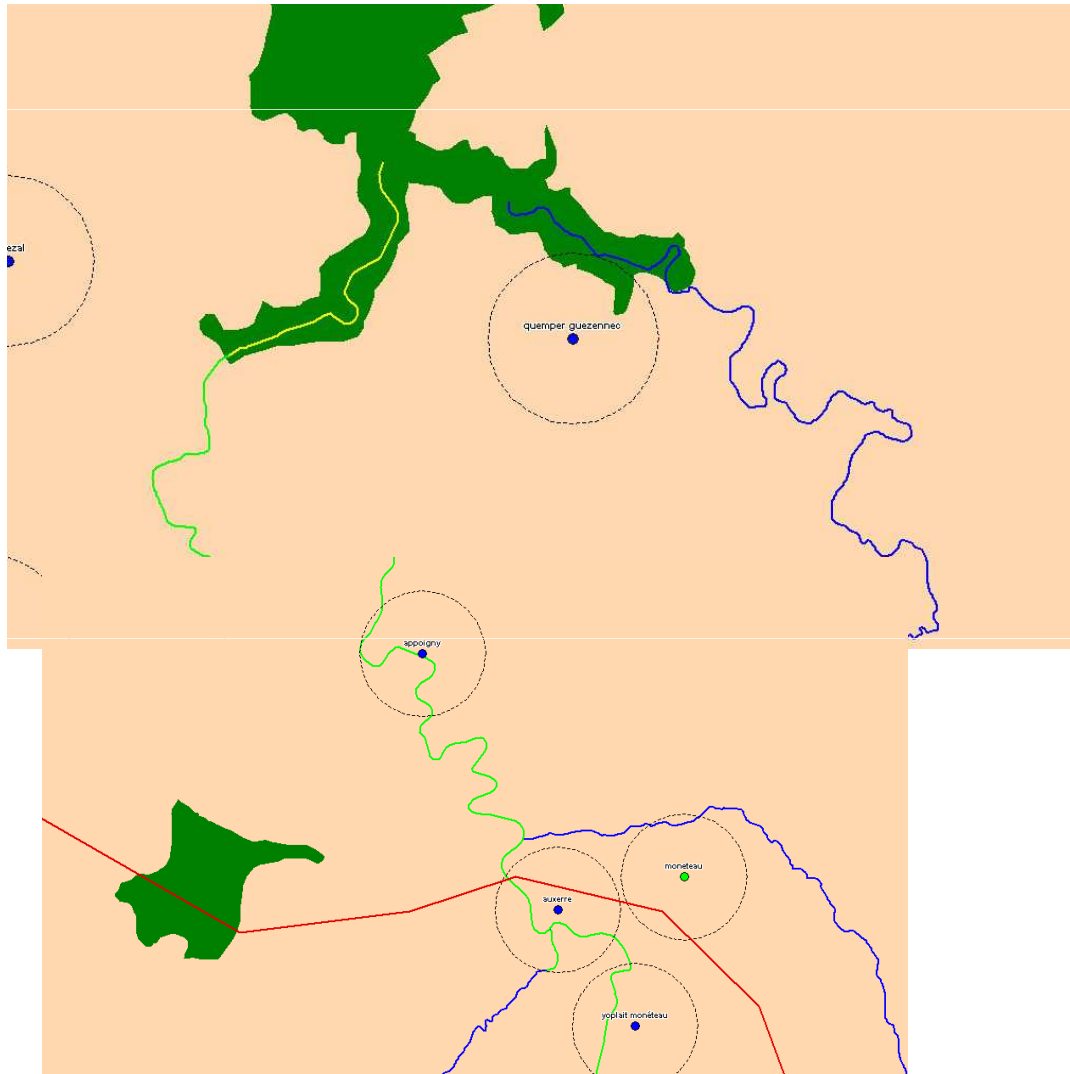 ezal
quemper guezennec
appoigny
moneteau
auxerre
yoplait monéteau